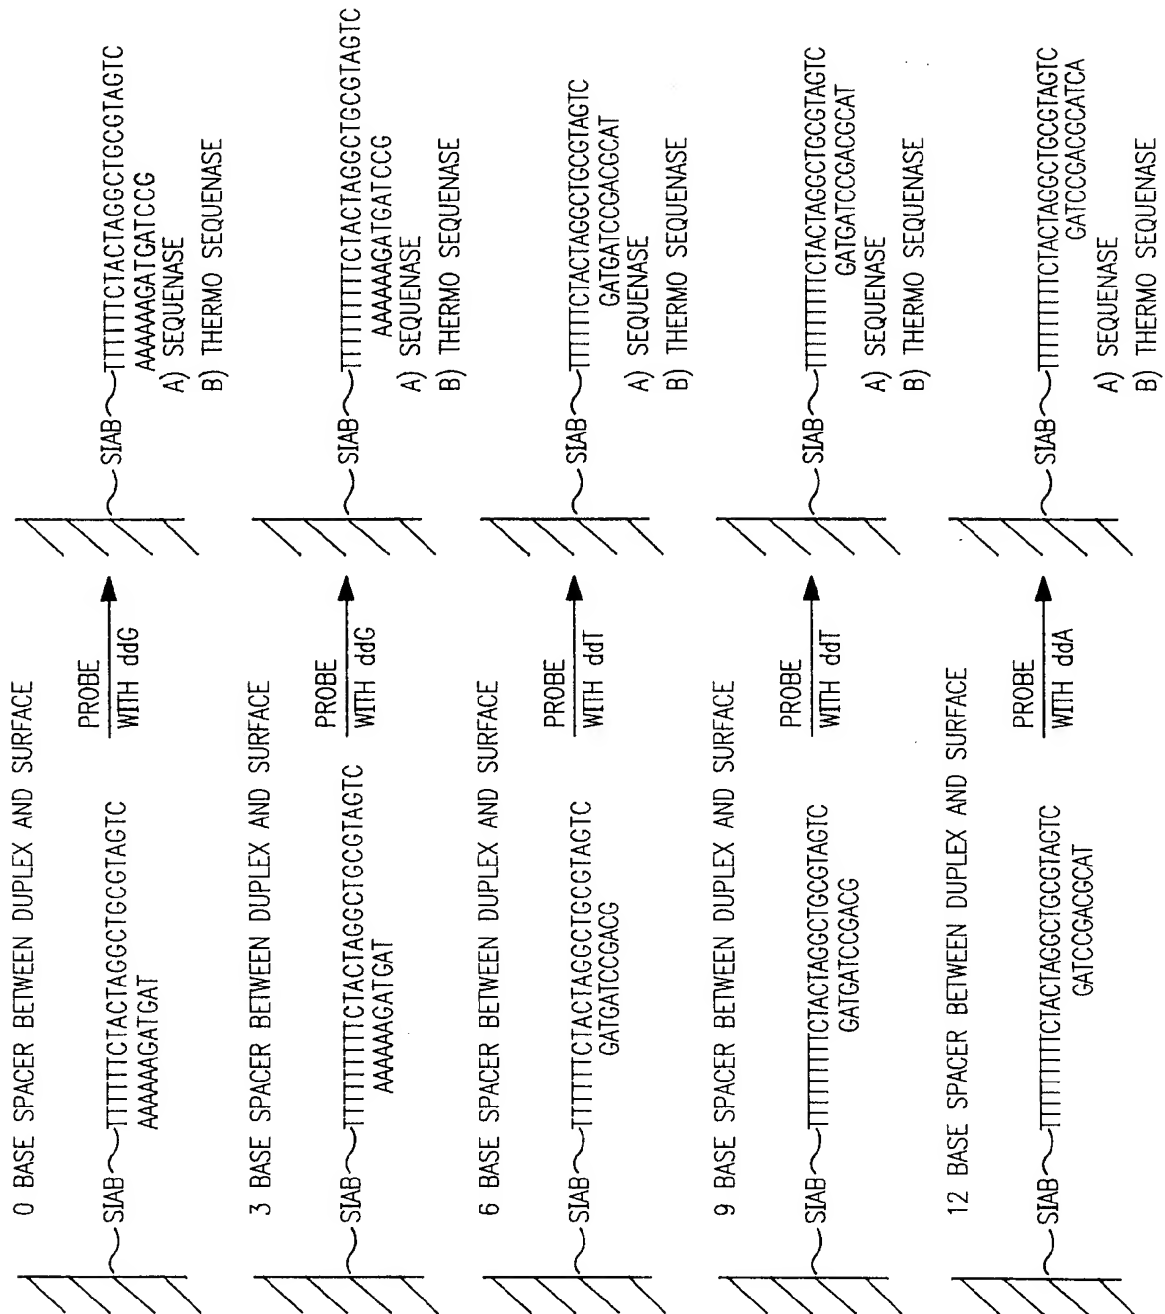 0 BASE SPACER BETWEEN DUPLEX AND SURFACE
SIAB TTTTTTCTACTAGGCTGCGTAGTC
AAAAAAGATGAT
PROBE
WITH ddG
SIAB TTTTTTCTACTAGGCTGCGTAGTC
AAAAAAGATGATCCG
A) SEQUENASE
B) THERMO SEQUENASE
3 BASE SPACER BETWEEN DUPLEX AND SURFACE
SIAB TTTTTTTTTCTACTAGGCTGCGTAGTC
AAAAAAGATGAT
PROBE
WITH ddG
SIAB TTTTTTTTTCTACTAGGCTGCGTAGTC
AAAAAAGATGATCCG
A) SEQUENASE
B) THERMO SEQUENASE
6 BASE SPACER BETWEEN DUPLEX AND SURFACE
SIAB TTTTTTCTACTAGGCTGCGTAGTC
GATGATCCGACG
PROBE
WITH ddT
SIAB TTTTTTCTACTAGGCTGCGTAGTC
GATGATCCGACGCAT
A) SEQUENASE
B) THERMO SEQUENASE
9 BASE SPACER BETWEEN DUPLEX AND SURFACE
SIAB TTTTTTTTTCTACTAGGCTGCGTAGTC
GATGATCCGACG
PROBE
WITH ddT
SIAB TTTTTTTTTCTACTAGGCTGCGTAGTC
GATGATCCGACGCAT
A) SEQUENASE
B) THERMO SEQUENASE
12 BASE SPACER BETWEEN DUPLEX AND SURFACE
SIAB TTTTTTTTTCTACTAGGCTGCGTAGTC
GATCCGACGCAT
PROBE
WITH ddA
SIAB TTTTTTTTTCTACTAGGCTGCGTAGTC
GATCCGACGCATCA
A) SEQUENASE
B) THERMO SEQUENASE